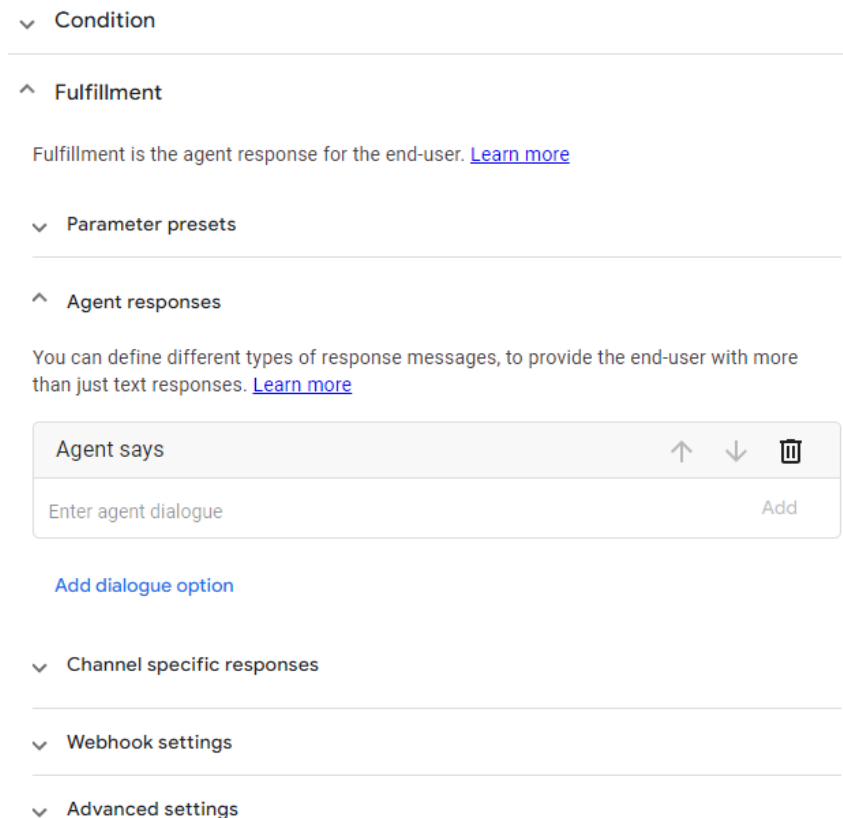 Condition
Fulfillment
Fulfillment is the agent response for the end-user. Learn more
Parameter presets
Agent responses
You can define different types of response messages, to provide the end-user with more
than just text responses. Learn more
Agent says
Enter agent dialogue
Add
Add dialogue option
Channel specific responses
Webhook settings
Advanced settings